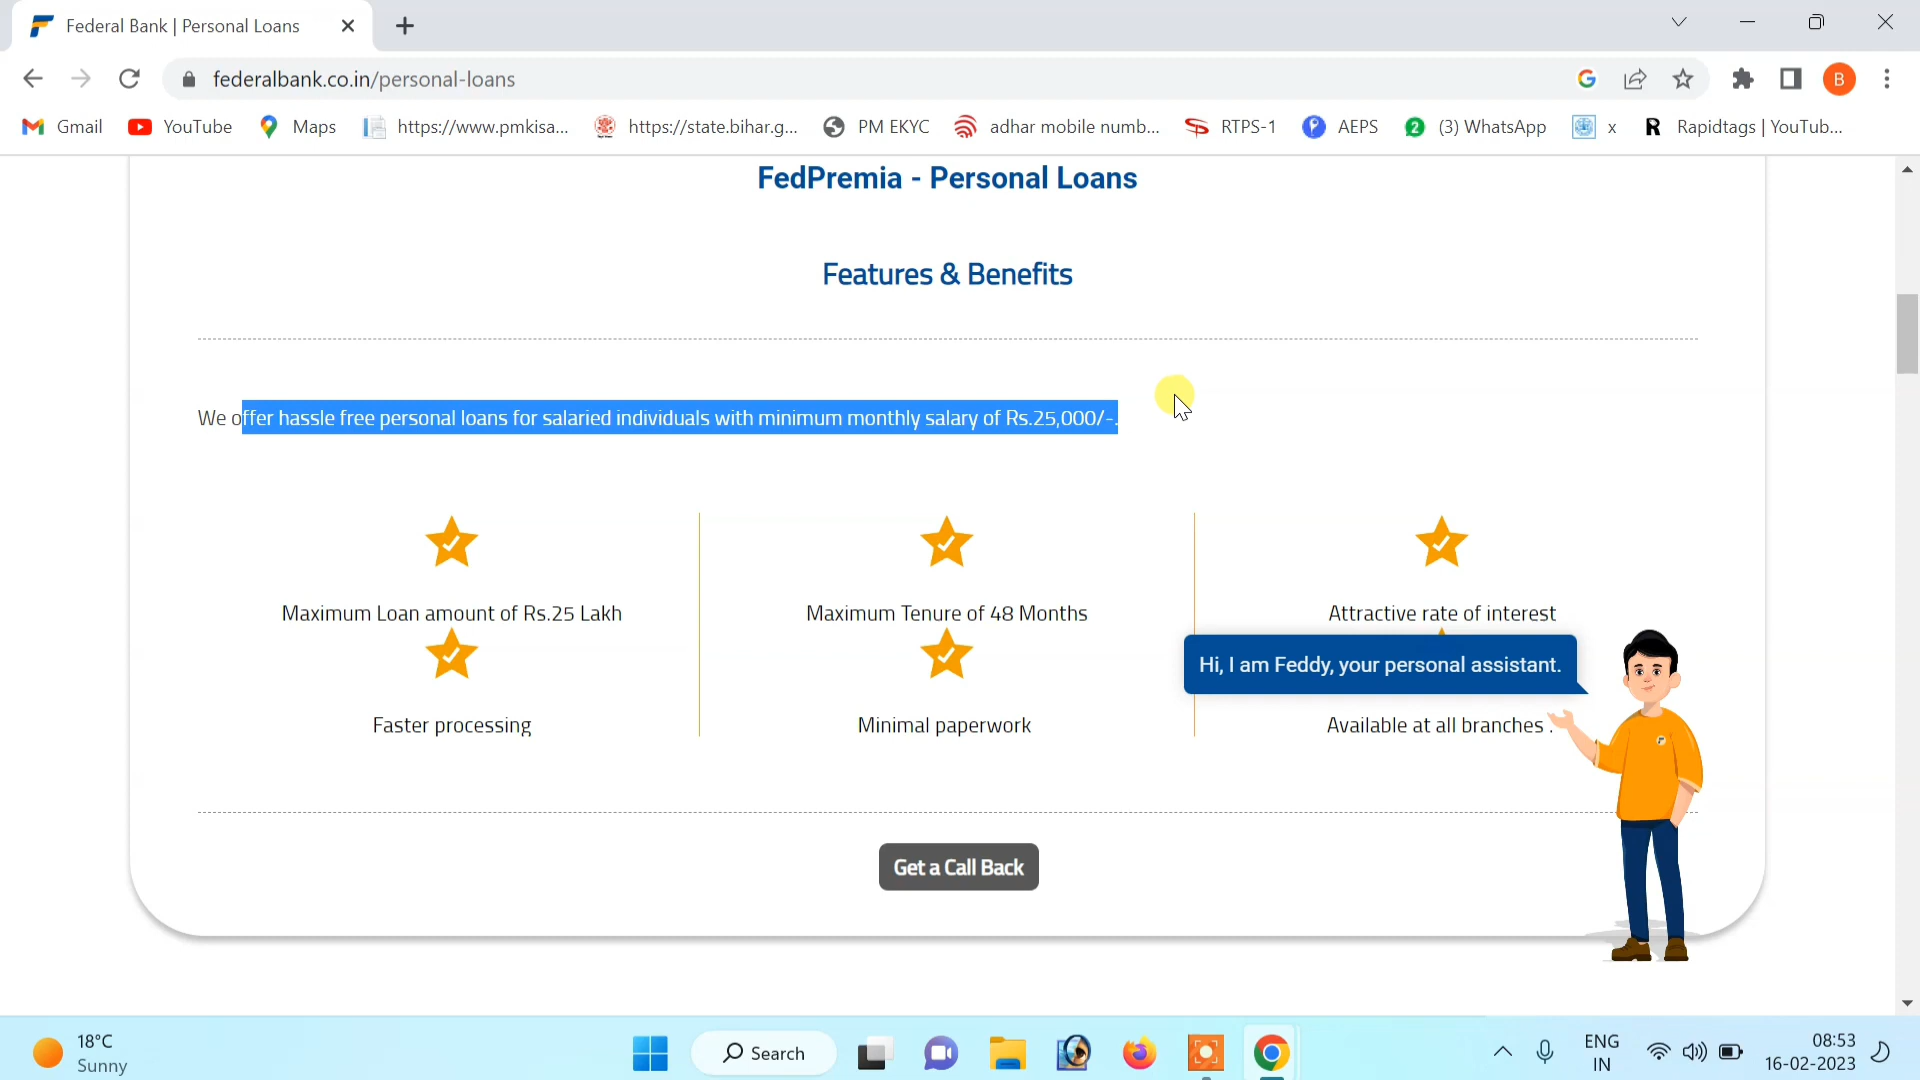 Federal Bank | Personal Loans
federalbank.co.in/personal-loans
B
Gmail
YouTube
Maps
https://www.pmkisa...
https://state.bihar.g...
PM EKYC
adhar mobile numb...
RTPS-1
AEPS
(3) WhatsApp
x
Rapidtags | YouTub...
FedPremia - Personal Loans
Features & Benefits
We offer hassle free personal loans for salaried individuals with minimum monthly salary of Rs.25,000/-.
Maximum Loan amount of Rs.25 Lakh
Maximum Tenure of 48 Months
Attractive rate of interest
Hi, I am Feddy, your personal assistant.
Faster processing
Minimal paperwork
Available at all branches .
Get a Call Back
18°C
Sunny
Search
ENG
IN
08:53
16-02-2023